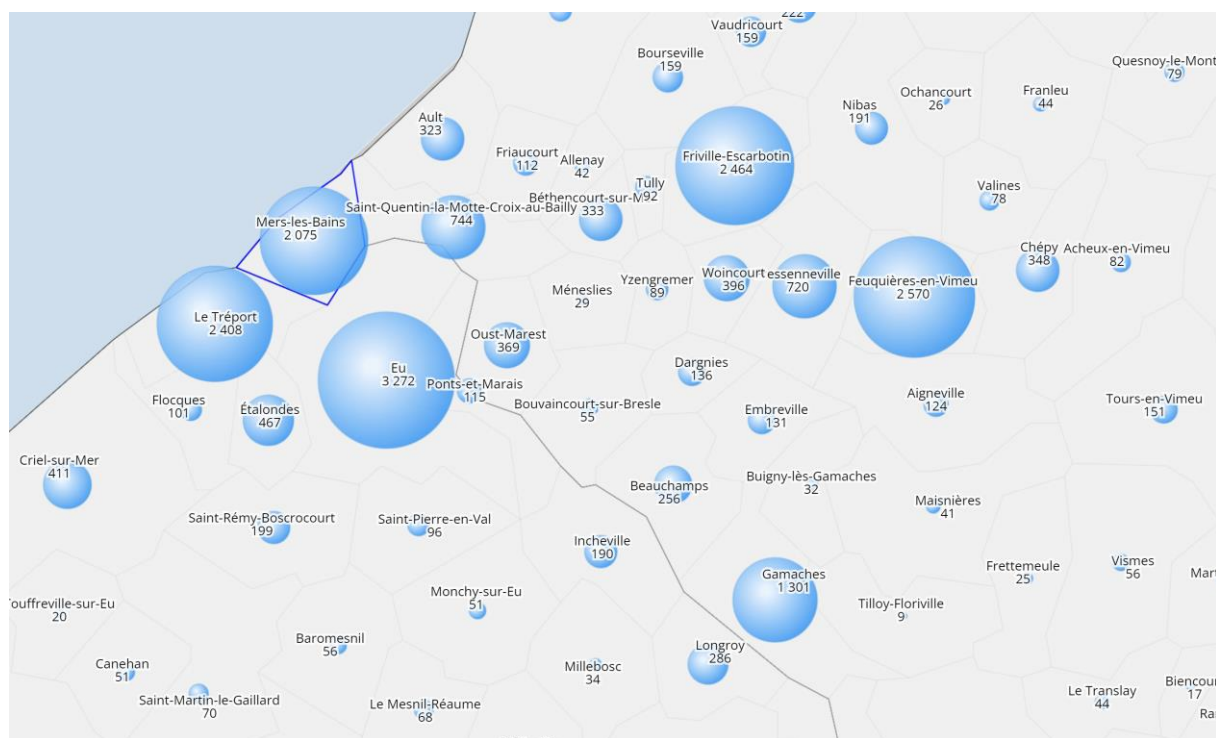 222
Vaudricourt
159
Bourseville
159
Quesnoy-le-Mont
79
Ochancourt
26
Franleu
44
Nibas
191
Ault
323
Friaucourt
112
Allenay
42
Friville-Escarbotin
2 464
Tully
92
Valines
78
Béthencourt-sur-M
333
Saint-Quentin-la-Motte-Croix-au-Bailly
744
Mers-les-Bains
2 075
Chépy
348
Acheux-en-Vimeu
82
Woincourt
396
essenneville
720
Feuquières-en-Vimeu
2 570
Yzengremer
89
Méneslies
29
Le Tréport
2 408
Oust-Marest
369
Eu
3 272
Dargnies
136
Ponts-et-Marais
115
Aigneville
124
Flocques
101
Étalondes
467
Bouvaincourt-sur-Bresle
55
Embreville
131
Tours-en-Vimeu
151
Criel-sur-Mer
411
Beauchamps
256
Buigny-lès-Gamaches
32
Maisnières
41
Saint-Rémy-Boscrocourt
199
Saint-Pierre-en-Val
96
Incheville
190
Gamaches
1 301
Frettemeule
25
Vismes
56
Mart
Monchy-sur-Eu
51
Touffreville-sur-Eu
20
Tilloy-Floriville
9
Baromesnil
56
Longroy
286
Canehan
51
Millebosc
34
Saint-Martin-le-Gaillard
70
Le Mesnil-Réaume
68
Le Translay
44
Biencour
17
Ra